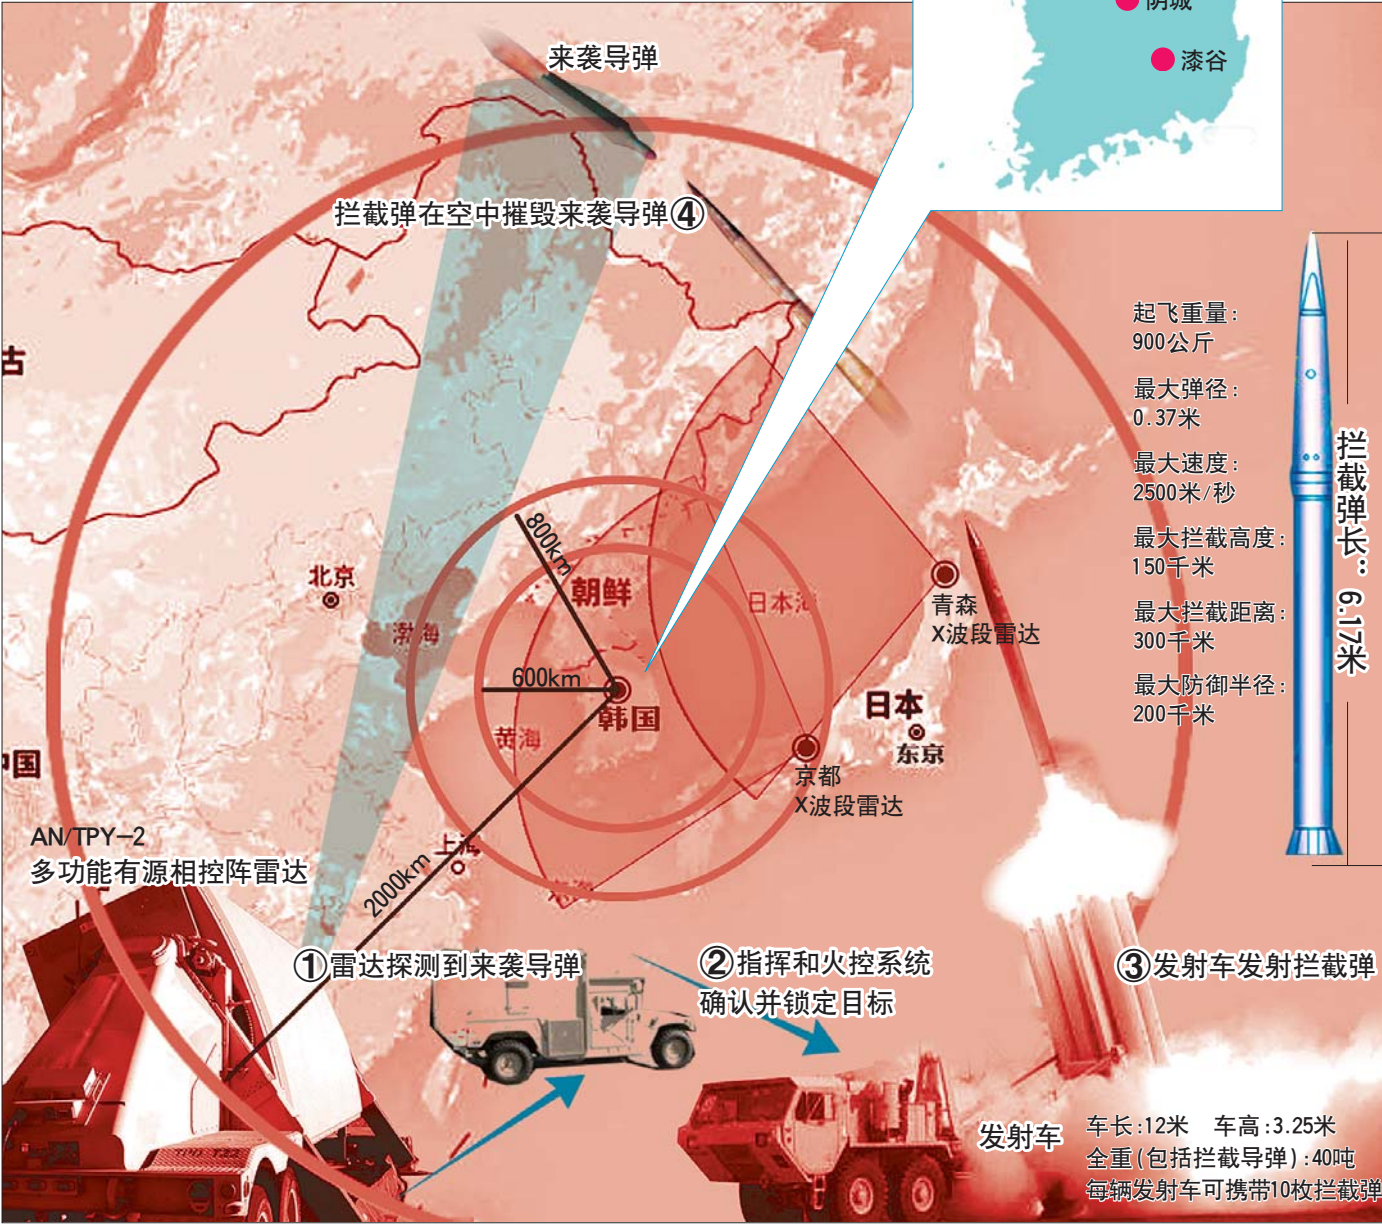 阴城
漆谷
来袭导弹
拦截弹在空中摧毁来袭导弹④
古
起飞重量:
900公斤
最大弹径:
0.37米
最大速度:
2500米/秒
最大拦截高度:
150千米
最大拦截距离:
300千米
最大防御半径:
200千米
拦截弹长: 6.17米
800km
北京
朝鲜
日本海
渤海
青森
X波段雷达
600km
韩国
黄海
日本
东京
中国
京都
X波段雷达
AN/TPY-2
多功能有源相控阵雷达
上海
2000km
东海
①雷达探测到来袭导弹
②指挥和火控系统
确认并锁定目标
③发射车发射拦截弹
发射车
车长:12米 车高:3.25米
全重(包括拦截导弹):40吨
每辆发射车可携带10枚拦截弹